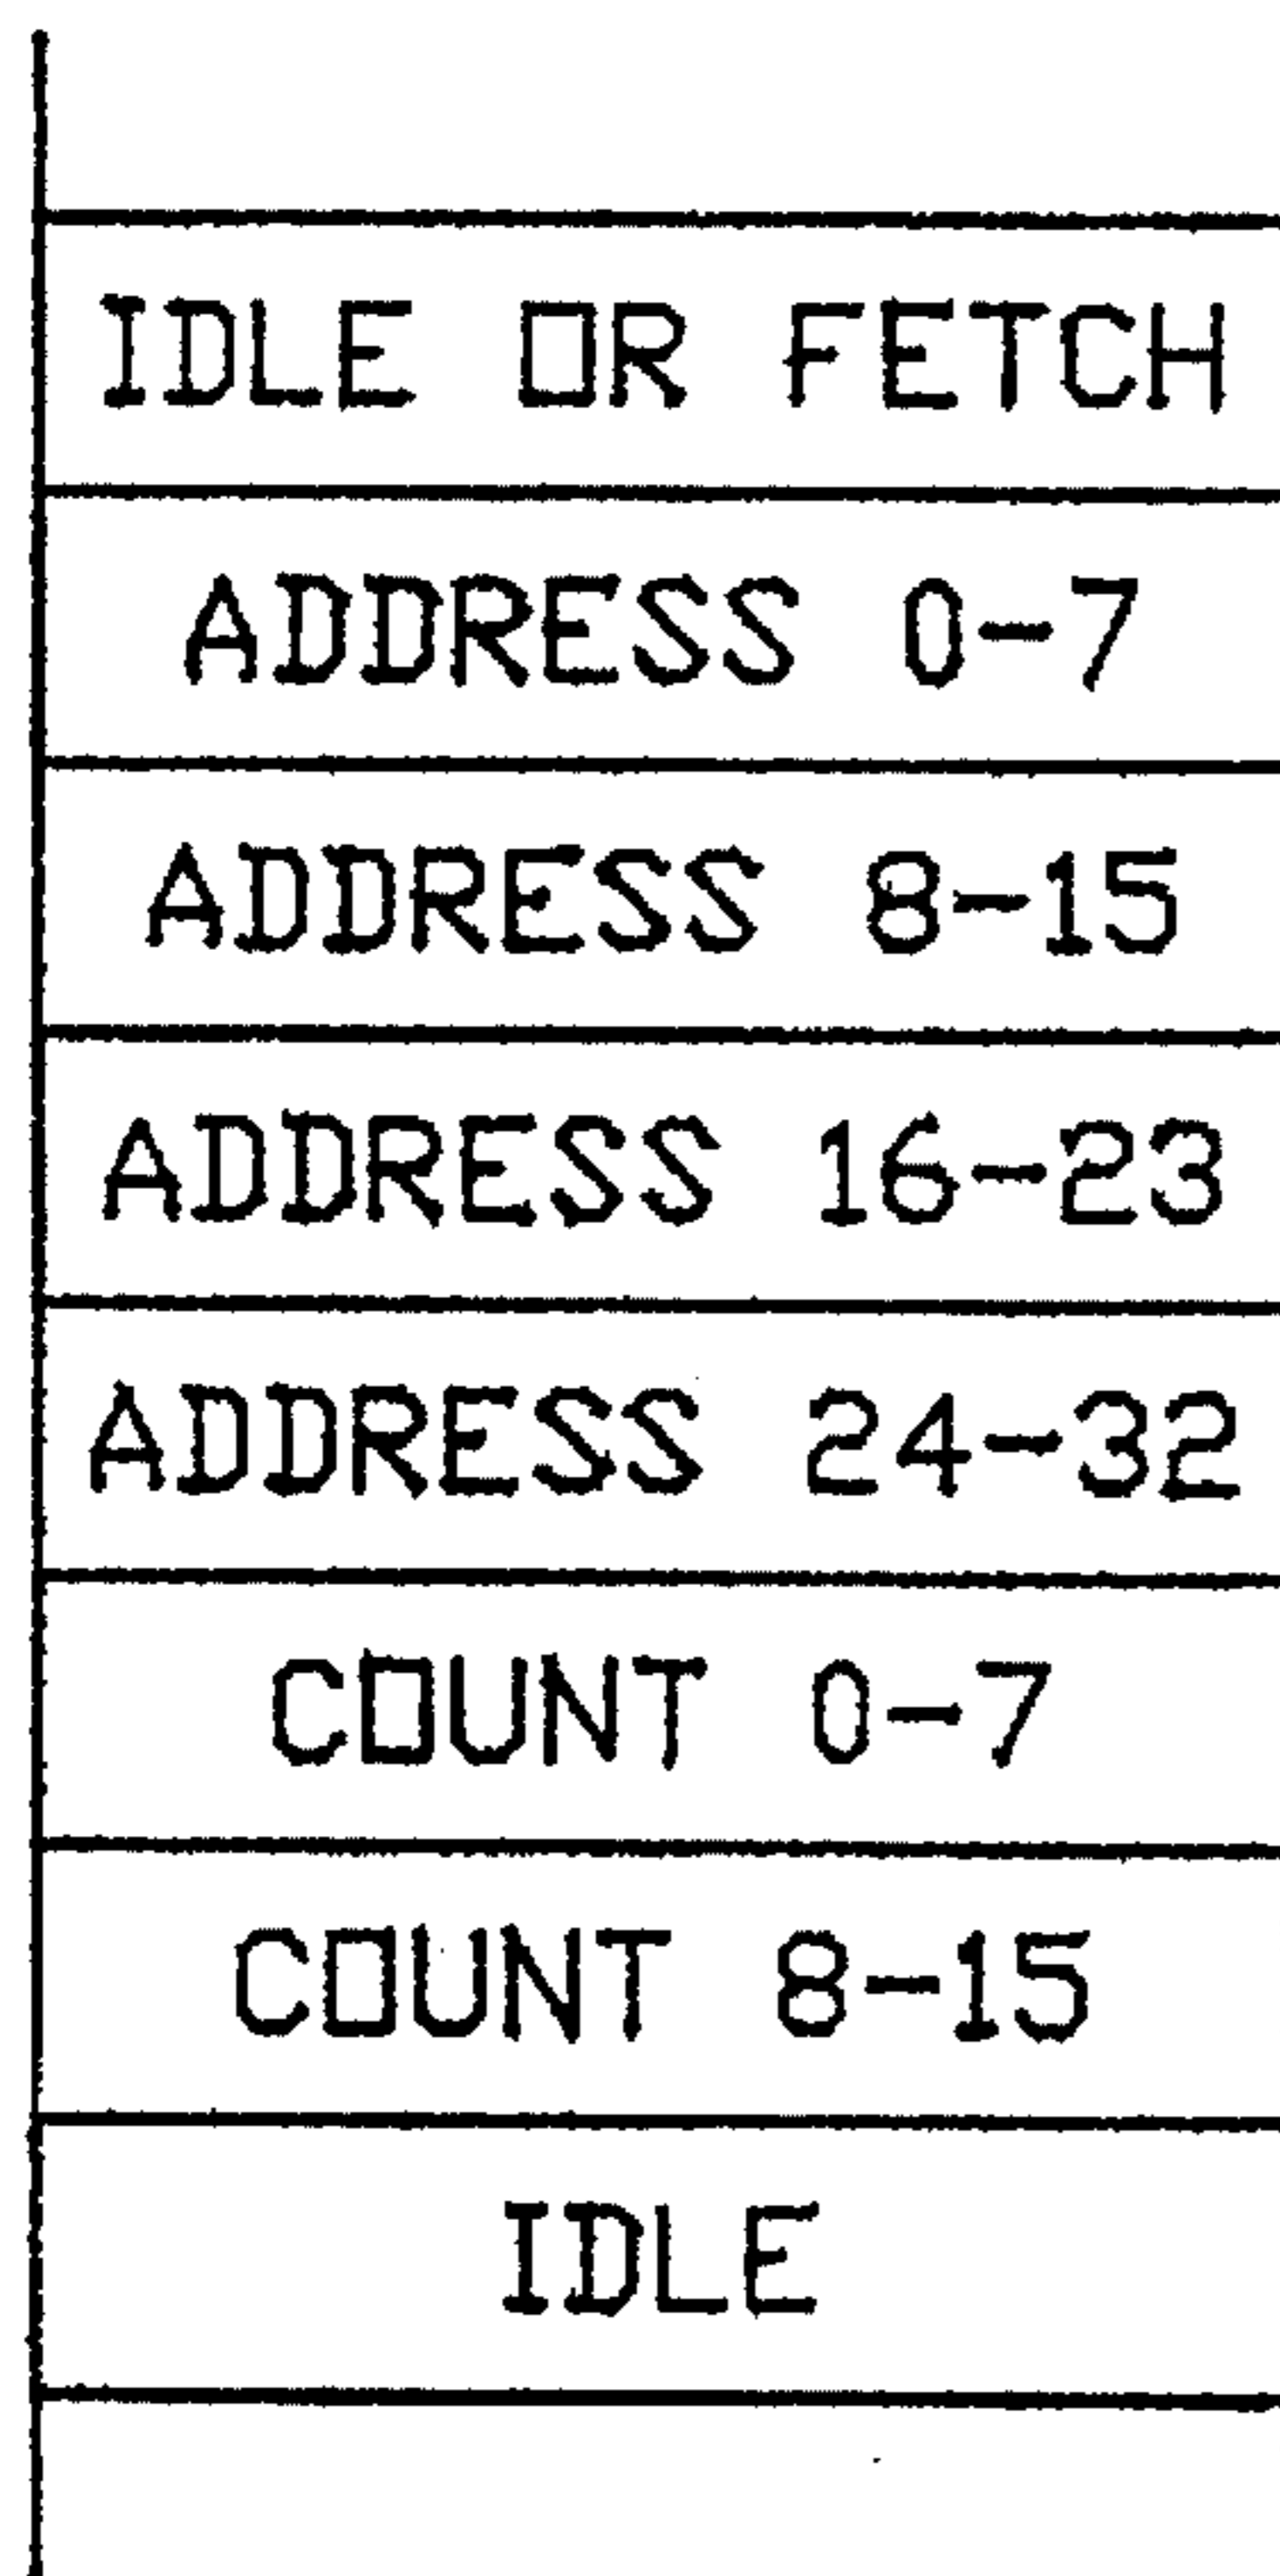 IDLE OR FETCH
ADDRESS 0-7
ADDRESS 8-15
ADDRESS 16-23
ADDRESS 24-32
COUNT 0-7
COUNT 8-15
IDLE